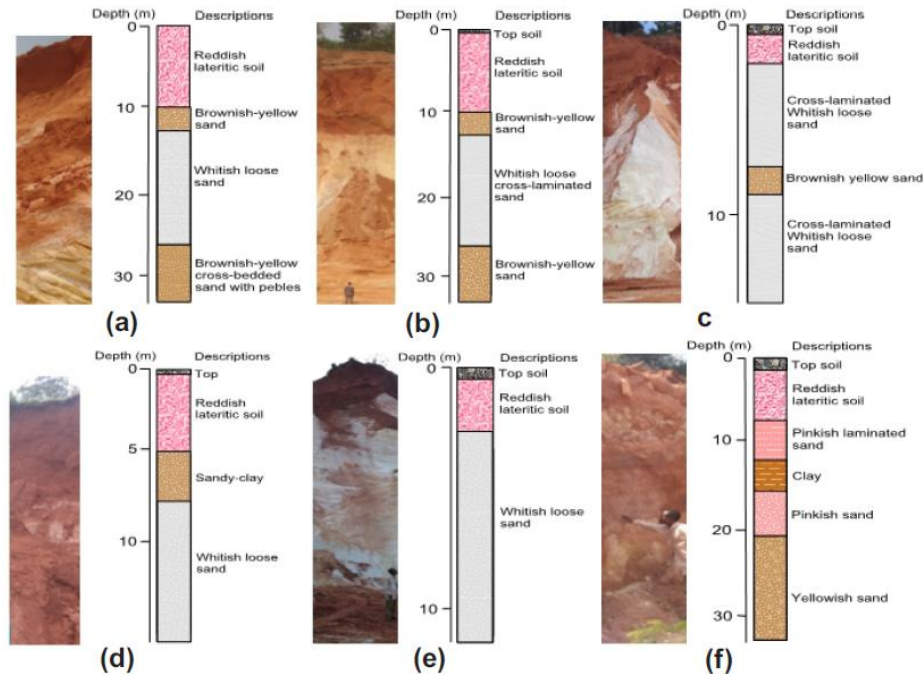 Depth (m) Descriptions
0
Reddish
lateritic soil
10
Brownish-yellow
sand
Whitish loose
sand
20
Brownish-yellow
cross-bedded
sand with pebles
30
(a)
Depth (m) Descriptions
0
Top soil
Reddish
lateritic soil
10
Brownish-yellow
sand
Whitish loose
cross-laminated
sand
20
Brownish-yellow
sand
30
(b)
Depth (m) Descriptions
0
Top soil
Reddish
lateritic soil
Cross-laminated
Whitish loose
sand
Brownish yellow sand
10
Cross-laminated
Whitish loose
sand
c
Depth (m) Descriptions
0
Top
Reddish
lateritic soil
5
Sandy-clay
10
Whitish loose
sand
(d)
Depth (m) Descriptions
0
Top soil
Reddish
lateritic soil
Whitish loose
sand
10
(e)
Depth (m) Descriptions
0
Top soil
Reddish
lateritic soil
Pinkish laminated
sand
10
Clay
Pinkish sand
20
Yellowish sand
30
(f)